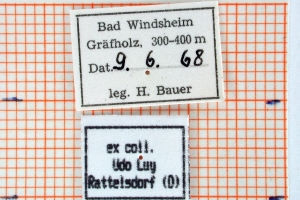 Bad Windsheim
Gräfholz, 300-400 m
Dat. 9. 6. 68
leg. H. Bauer
ex coll.
Udo Luy
Rattelsdorf (D)